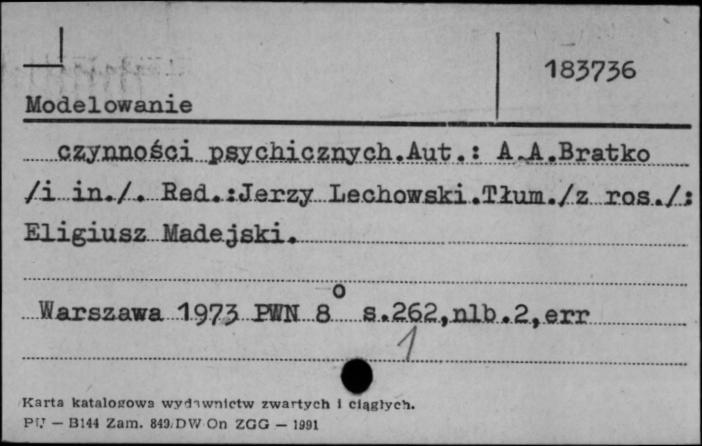 183736
Modelowanie
czynności psychicznych.Aut.: A.A.Bratko
/i in./. Red.:Jerzy Lechowski.Tłum./z ros./:
Eligiusz Madejski.
Warszawa 1973 PWN 8° s.262,nlb.2,err
1
Karta katalogowa wydawnictw zwartych i ciągłych.
PU — B144 Zam. 849/DW On ZGG — 1991